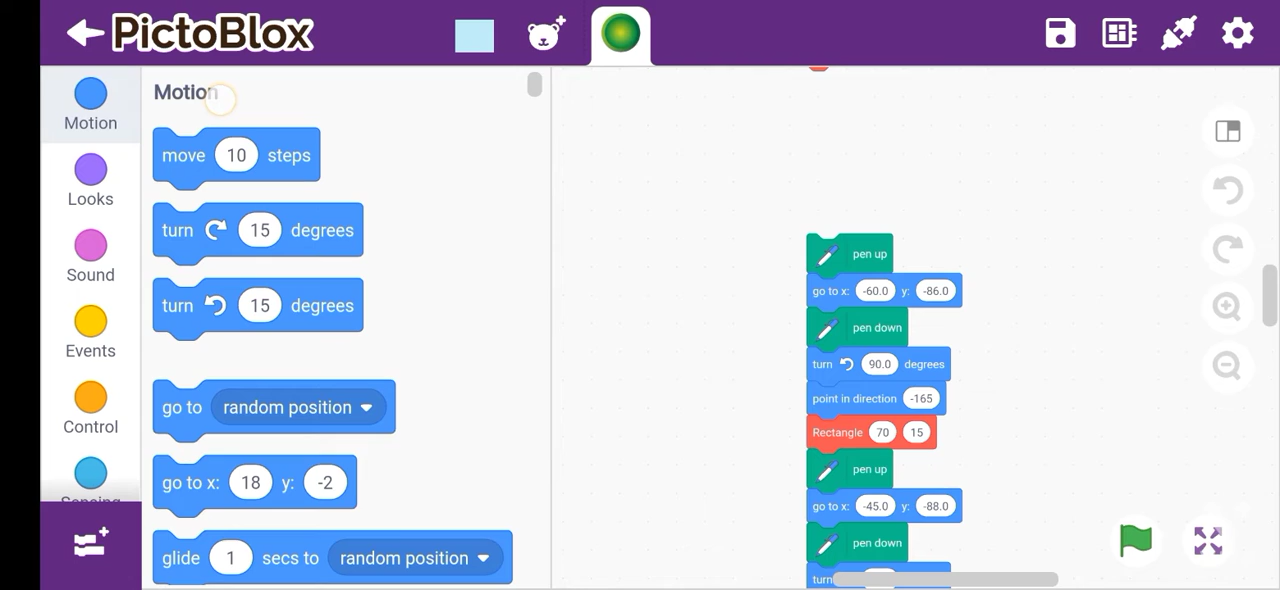 PictoBlox
Motion
Looks
Sound
Events
Control
Sensing
Motion
move 10 steps
turn 15 degrees
turn 15 degrees
go to random position
go to x: 18 y: -2
glide 1 secs to random position
pen up
go to x: -60.0 y: -86.0
pen down
turn 90.0 degrees
point in direction -165
Rectangle 70 15
pen up
go to x: -45.0 y: -88.0
pen down
turn